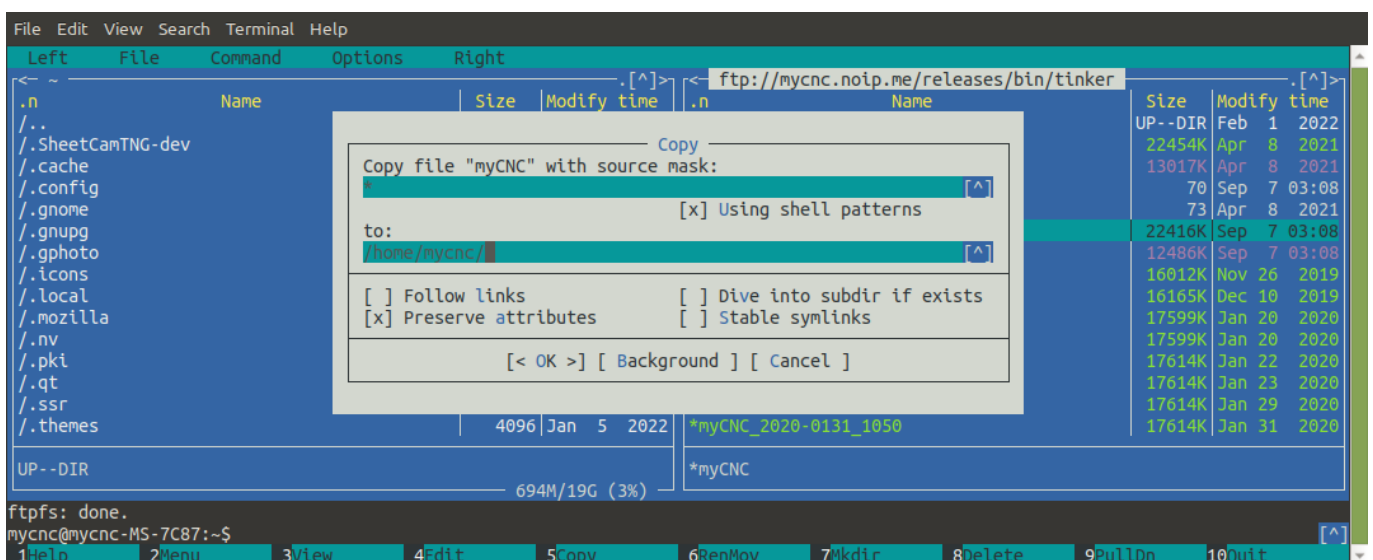 File Edit View Search Terminal Help
Left File Command Options Right
<- ~ .[^]> <- ftp://mycnc.noip.me/releases/bin/tinker .[^]>
.n Name Size Modify time .n Name Size Modify time
/.. UP--DIR Feb 1 2022
/.SheetCamTNG-dev Copy 22454K Apr 8 2021
/.cache Copy file "myCNC" with source mask: 13017K Apr 8 2021
/.config * [^] 70 Sep 7 03:08
/.gnome [x] Using shell patterns 73 Apr 8 2021
/.gnupg to: 22416K Sep 7 03:08
/.gphoto /home/mycnc/ [^] 12486K Sep 7 03:08
/.icons 16012K Nov 26 2019
/.local [ ] Follow links [ ] Dive into subdir if exists 16165K Dec 10 2019
/.mozilla [x] Preserve attributes [ ] Stable symlinks 17599K Jan 20 2020
/.nv 17599K Jan 20 2020
/.pki [< OK >] [ Background ] [ Cancel ] 17614K Jan 22 2020
/.qt 17614K Jan 23 2020
/.ssr 17614K Jan 29 2020
/.themes 4096 Jan 5 2022 *myCNC_2020-0131_1050 17614K Jan 31 2020
UP--DIR *myCNC
694M/19G (3%)
ftpfs: done.
mycnc@mycnc-MS-7C87:~$ [^]
1Help 2Menu 3View 4Edit 5Copy 6RenMov 7Mkdir 8Delete 9PullDn 10Quit